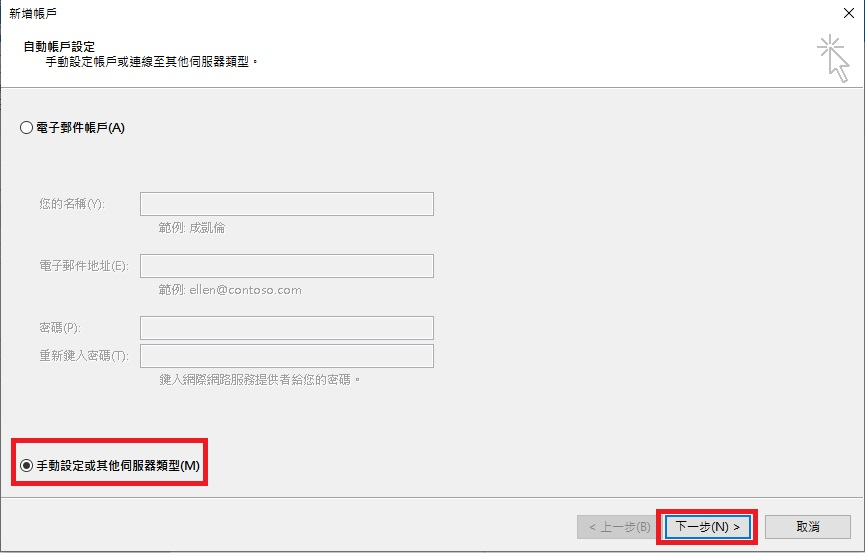 新增帳戶
自動帳戶設定
手動設定帳戶或連線至其他伺服器類型。
電子郵件帳戶(A)
您的名稱(Y):
範例: 成凱倫
電子郵件地址(E):
範例: ellen@contoso.com
密碼(P):
重新鍵入密碼(T):
鍵入網際網路服務提供者給您的密碼。
手動設定或其他伺服器類型(M)
< 上一步(B) 下一步(N) > 取消